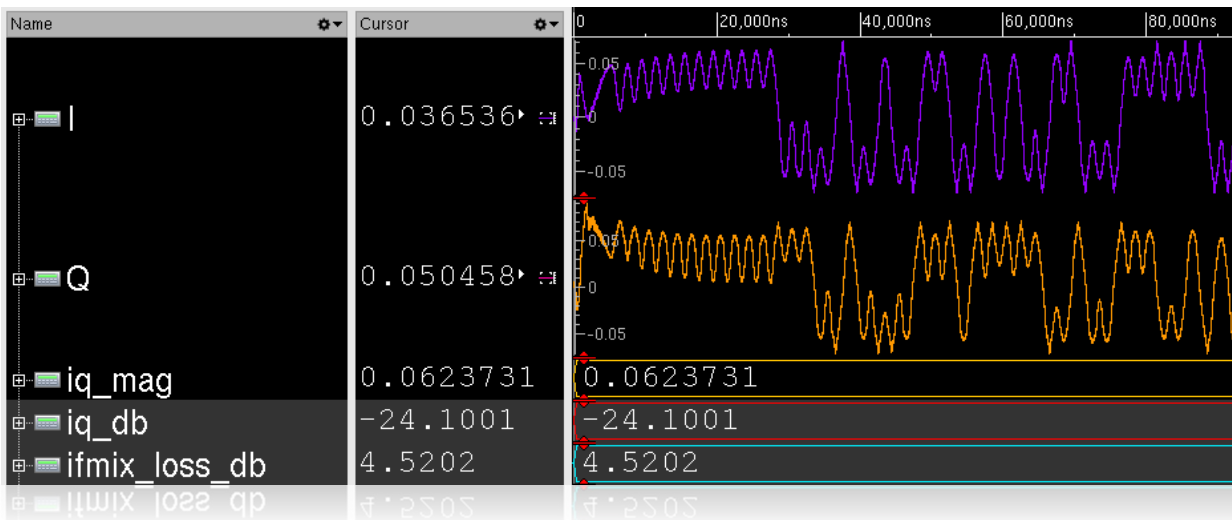 Name
Cursor
0 20,000ns 40,000ns 60,000ns 80,000ns
I
0.036536
0.05
0
-0.05
Q
0.050458
0.05
0
-0.05
iq_mag
0.0623731
0.0623731
iq_db
-24.1001
-24.1001
ifmix_loss_db
4.5202
4.5202